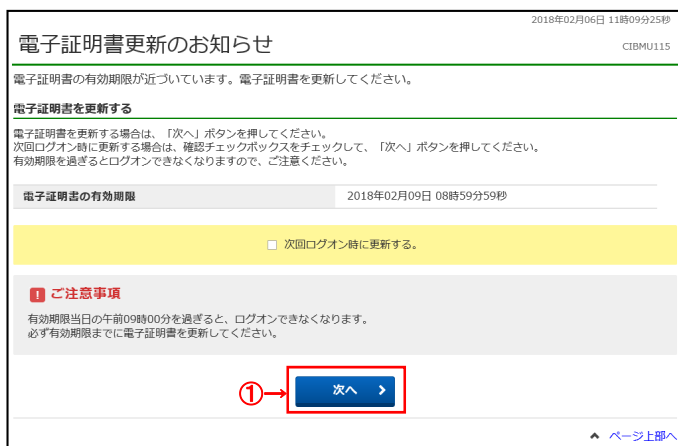 2018年02月06日 11時09分25秒
電子証明書更新のお知らせ
CIBMU115
電子証明書の有効期限が近づいています。電子証明書を更新してください。
電子証明書を更新する
電子証明書を更新する場合は、「次へ」ボタンを押してください。
次回ログオン時に更新する場合は、確認チェックボックスをチェックして、「次へ」ボタンを押してください。
有効期限を過ぎるとログオンできなくなりますので、ご注意ください。
電子証明書の有効期限 2018年02月09日 08時59分59秒
次回ログオン時に更新する。
! ご注意事項
有効期限当日の午前09時00分を過ぎると、ログオンできなくなります。
必ず有効期限までに電子証明書を更新してください。
①→ 次へ
ページ上部へ